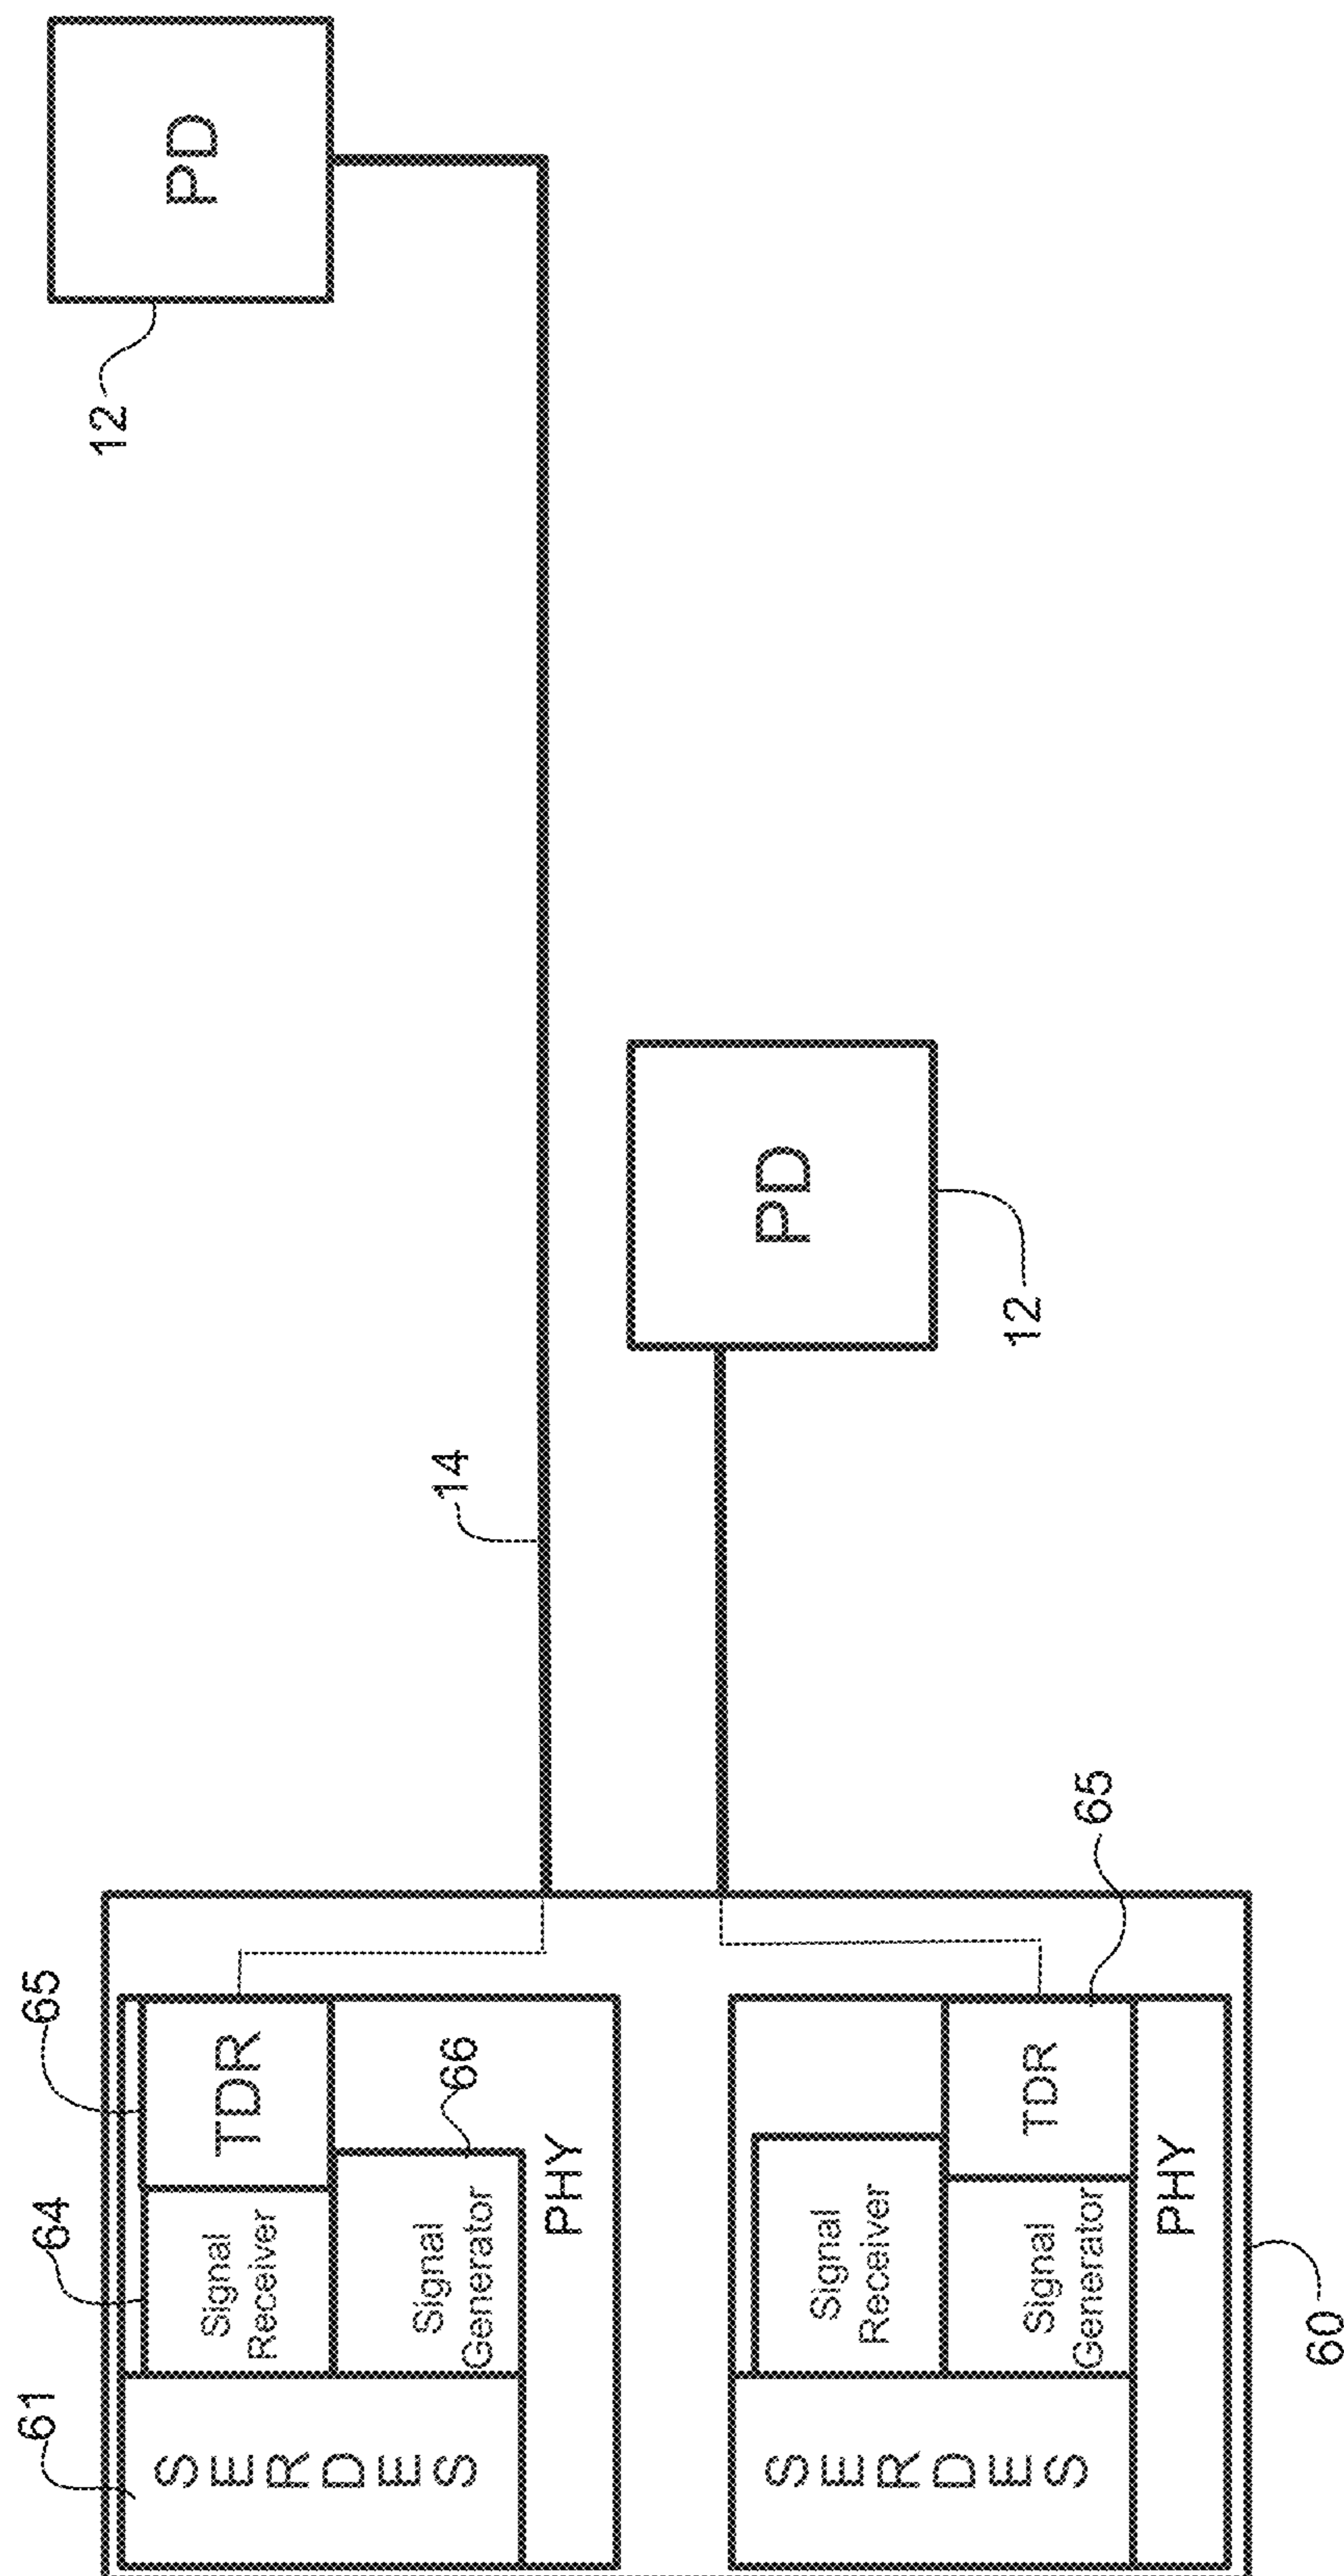 61
64
65
SERDES
Signal
Receiver
TDR
Signal
Generator
66
PHY
14
12
PD
SERDES
Signal
Receiver
Signal
Generator
TDR
65
PHY
60
PD
12